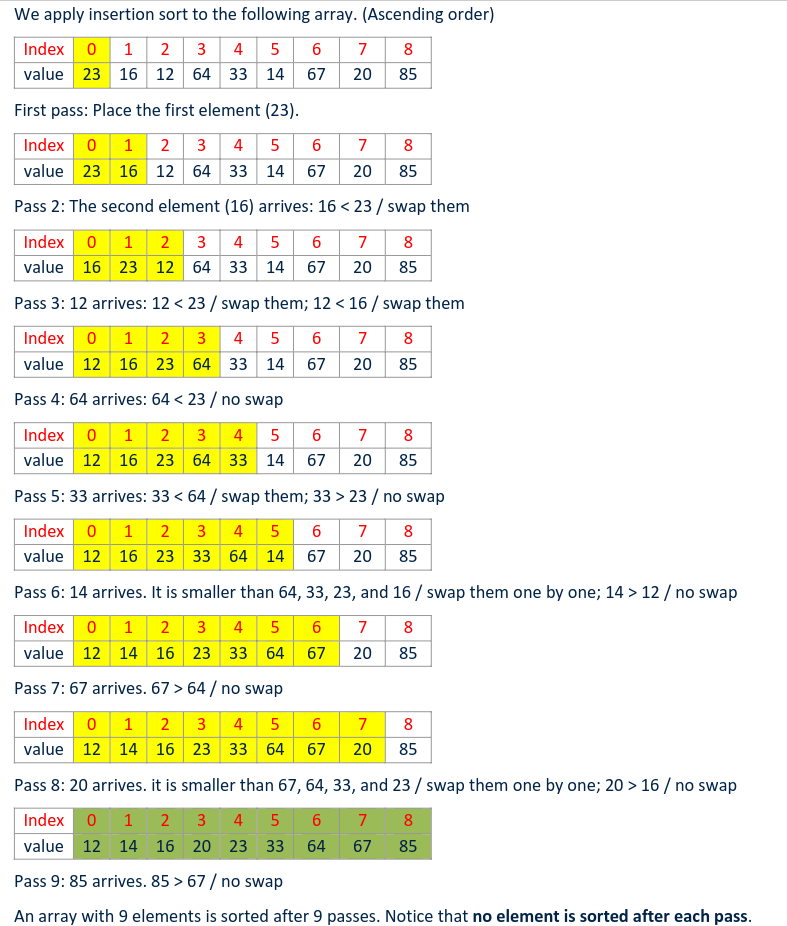 We apply insertion sort to the following array. (Ascending order)
Index 0 1 2 3 4 5 6 7 8
value 23 16 12 64 33 14 67 20 85
First pass: Place the first element (23).
Index 0 1 2 3 4 5 6 7 8
value 23 16 12 64 33 14 67 20 85
Pass 2: The second element (16) arrives: 16 < 23 / swap them
Index 0 1 2 3 4 5 6 7 8
value 16 23 12 64 33 14 67 20 85
Pass 3: 12 arrives: 12 < 23 / swap them; 12 < 16 / swap them
Index 0 1 2 3 4 5 6 7 8
value 12 16 23 64 33 14 67 20 85
Pass 4: 64 arrives: 64 < 23 / no swap
Index 0 1 2 3 4 5 6 7 8
value 12 16 23 64 33 14 67 20 85
Pass 5: 33 arrives: 33 < 64 / swap them; 33 > 23 / no swap
Index 0 1 2 3 4 5 6 7 8
value 12 16 23 33 64 14 67 20 85
Pass 6: 14 arrives. It is smaller than 64, 33, 23, and 16 / swap them one by one; 14 > 12 / no swap
Index 0 1 2 3 4 5 6 7 8
value 12 14 16 23 33 64 67 20 85
Pass 7: 67 arrives. 67 > 64 / no swap
Index 0 1 2 3 4 5 6 7 8
value 12 14 16 23 33 64 67 20 85
Pass 8: 20 arrives. it is smaller than 67, 64, 33, and 23 / swap them one by one; 20 > 16 / no swap
Index 0 1 2 3 4 5 6 7 8
value 12 14 16 20 23 33 64 67 85
Pass 9: 85 arrives. 85 > 67 / no swap
An array with 9 elements is sorted after 9 passes. Notice that no element is sorted after each pass.